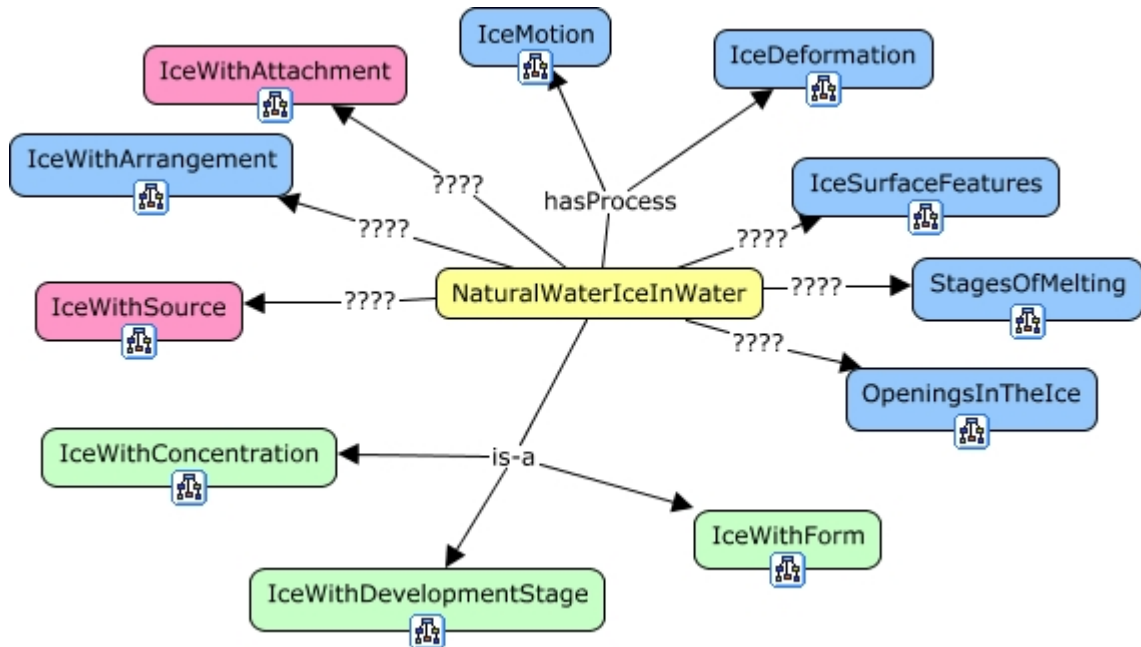 IceMotion
IceDeformation
IceWithAttachment
IceWithArrangement
????
hasProcess
IceSurfaceFeatures
????
????
NaturalWaterIceInWater
????
StagesOfMelting
IceWithSource
????
????
OpeningsInTheIce
IceWithConcentration
is-a
IceWithForm
IceWithDevelopmentStage